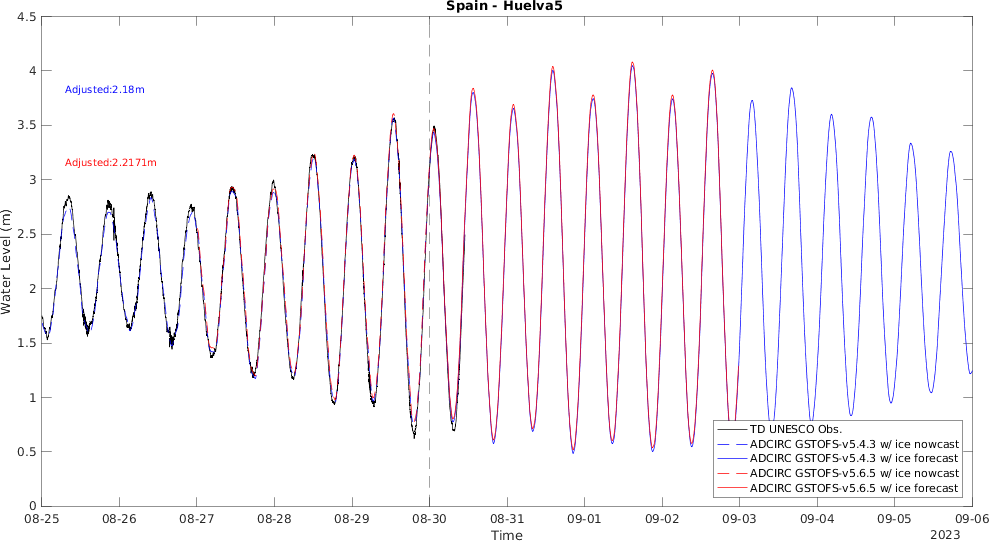 Spain - Huelva5
4.5
4
3.5
3
2.5
2
1.5
1
0.5
0
Water Level (m)
Adjusted:2.18m
Adjusted:2.2171m
TD UNESCO Obs.
ADCIRC GSTOFS-v5.4.3 w/ ice nowcast
ADCIRC GSTOFS-v5.4.3 w/ ice forecast
ADCIRC GSTOFS-v5.6.5 w/ ice nowcast
ADCIRC GSTOFS-v5.6.5 w/ ice forecast
08-25 08-26 08-27 08-28 08-29 08-30 08-31 09-01 09-02 09-03 09-04 09-05 09-06
Time
2023